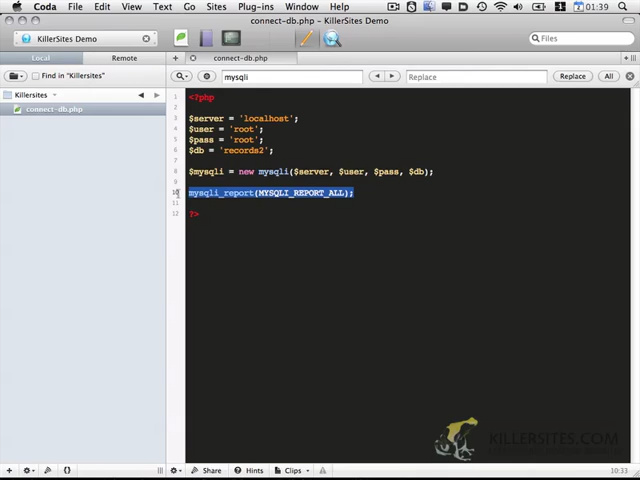 Coda File Edit View Text Go Sites Plug-ins Window Help 01:39
connect-db.php – KillerSites Demo
KillerSites Demo
Files
Local Remote connect-db.php
Find in "Killersites" mysqli Replace Replace All
Killersites
connect-db.php
1 <?php
2
3 $server = 'localhost';
4 $user = 'root';
5 $pass = 'root';
6 $db = 'records2';
7
8 $mysqli = new mysqli($server, $user, $pass, $db);
9
10 mysqli_report(MYSQLI_REPORT_ALL);
11
12 ?>
KILLERSITES.COM
Share Hints Clips 10:33